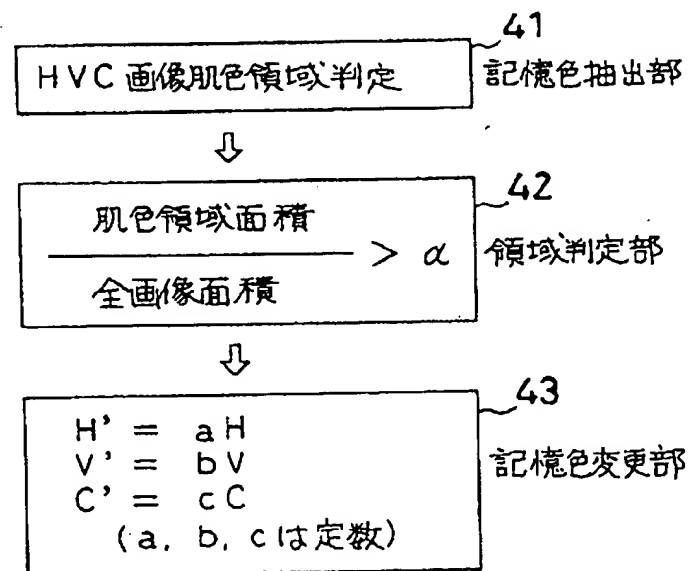 41
HVC画像肌色領域判定
記憶色抽出部
42
肌色領域面積
全画像面積
> α
領域判定部
43
H' = aH
V' = bV
C' = cC
(a, b, cは定数)
記憶色変更部